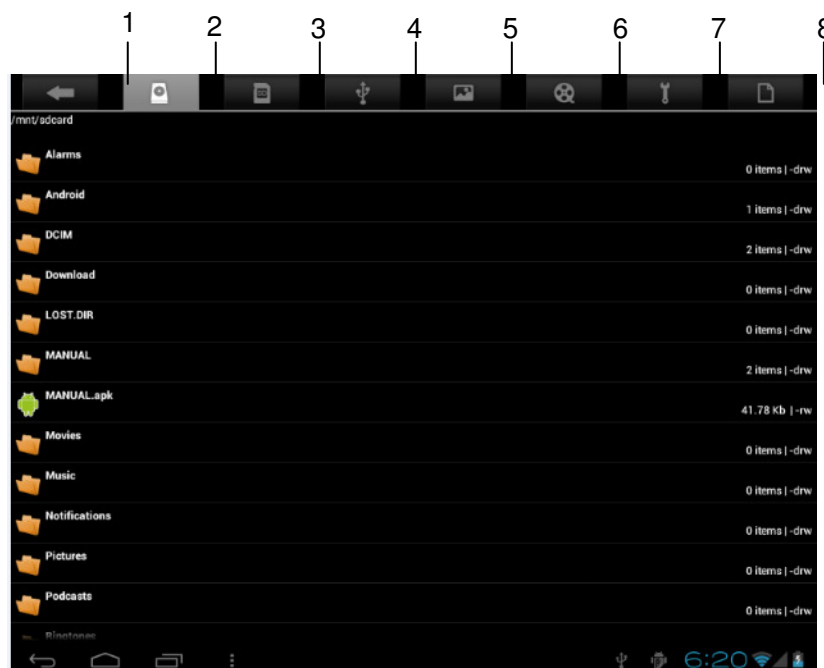 1 2 3 4 5 6 7 8
/mnt/sdcard
Alarms
0 items | -drw
Android
1 items | -drw
DCIM
2 items | -drw
Download
0 items | -drw
LOST.DIR
0 items | -drw
MANUAL
2 items | -drw
MANUAL.apk
41.78 Kb | -rw
Movies
0 items | -drw
Music
0 items | -drw
Notifications
0 items | -drw
Pictures
0 items | -drw
Podcasts
0 items | -drw
Ringtones
6:20